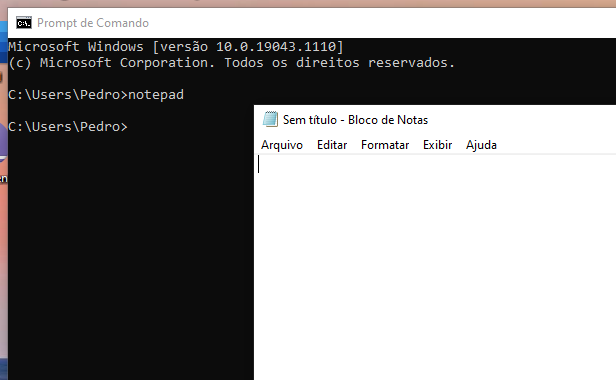 Prompt de Comando
Microsoft Windows [versão 10.0.19043.1110]
(c) Microsoft Corporation. Todos os direitos reservados.
C:\Users\Pedro>notepad
C:\Users\Pedro>
Sem título - Bloco de Notas
Arquivo Editar Formatar Exibir Ajuda